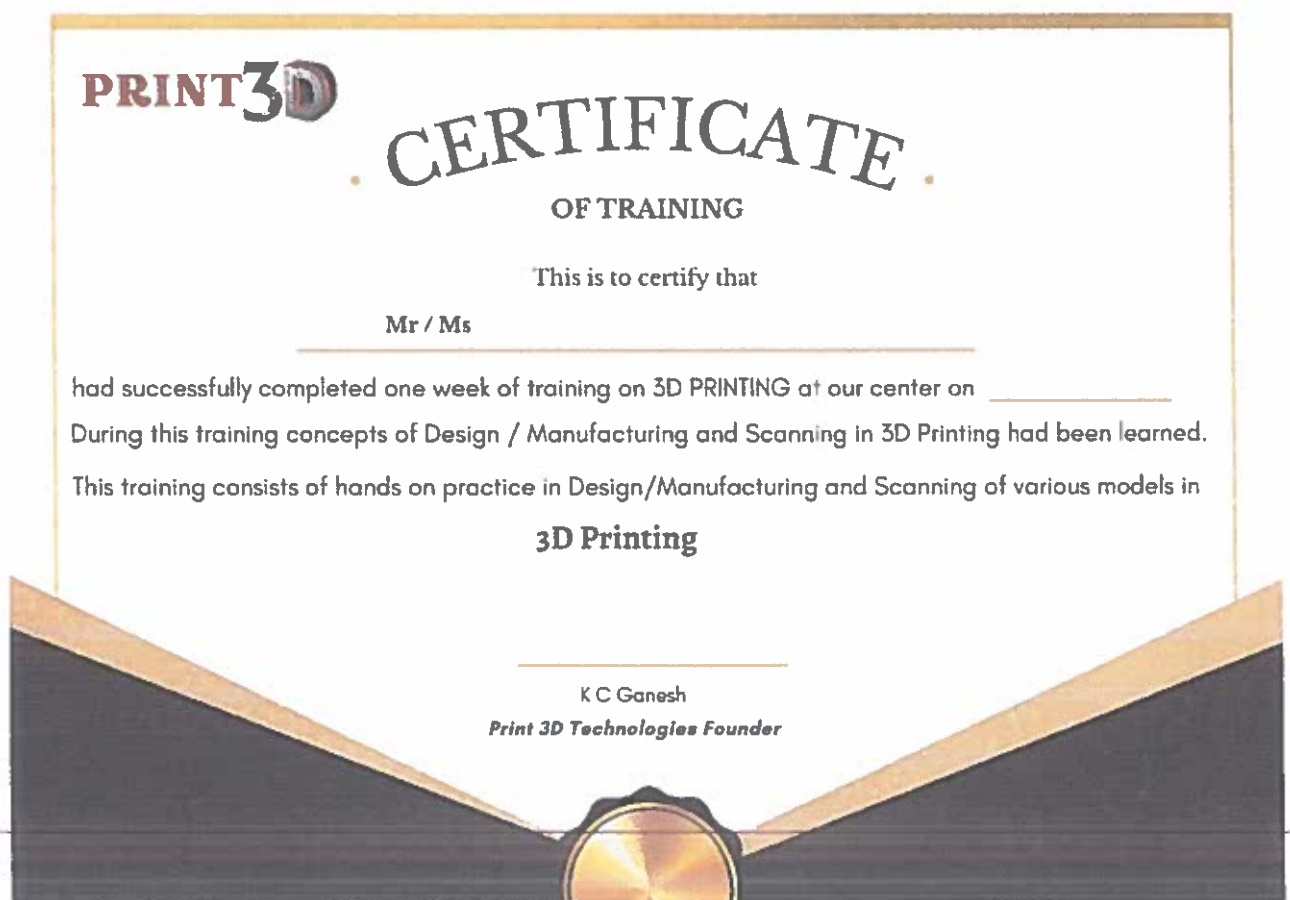 PRINT3D
CERTIFICATE
OF TRAINING
This is to certify that
Mr / Ms
had successfully completed one week of training on 3D PRINTING at our center on
During this training concepts of Design / Manufacturing and Scanning in 3D Printing had been learned.
This training consists of hands on practice in Design/Manufacturing and Scanning of various models in
3D Printing
K C Ganesh
Print 3D Technologies Founder